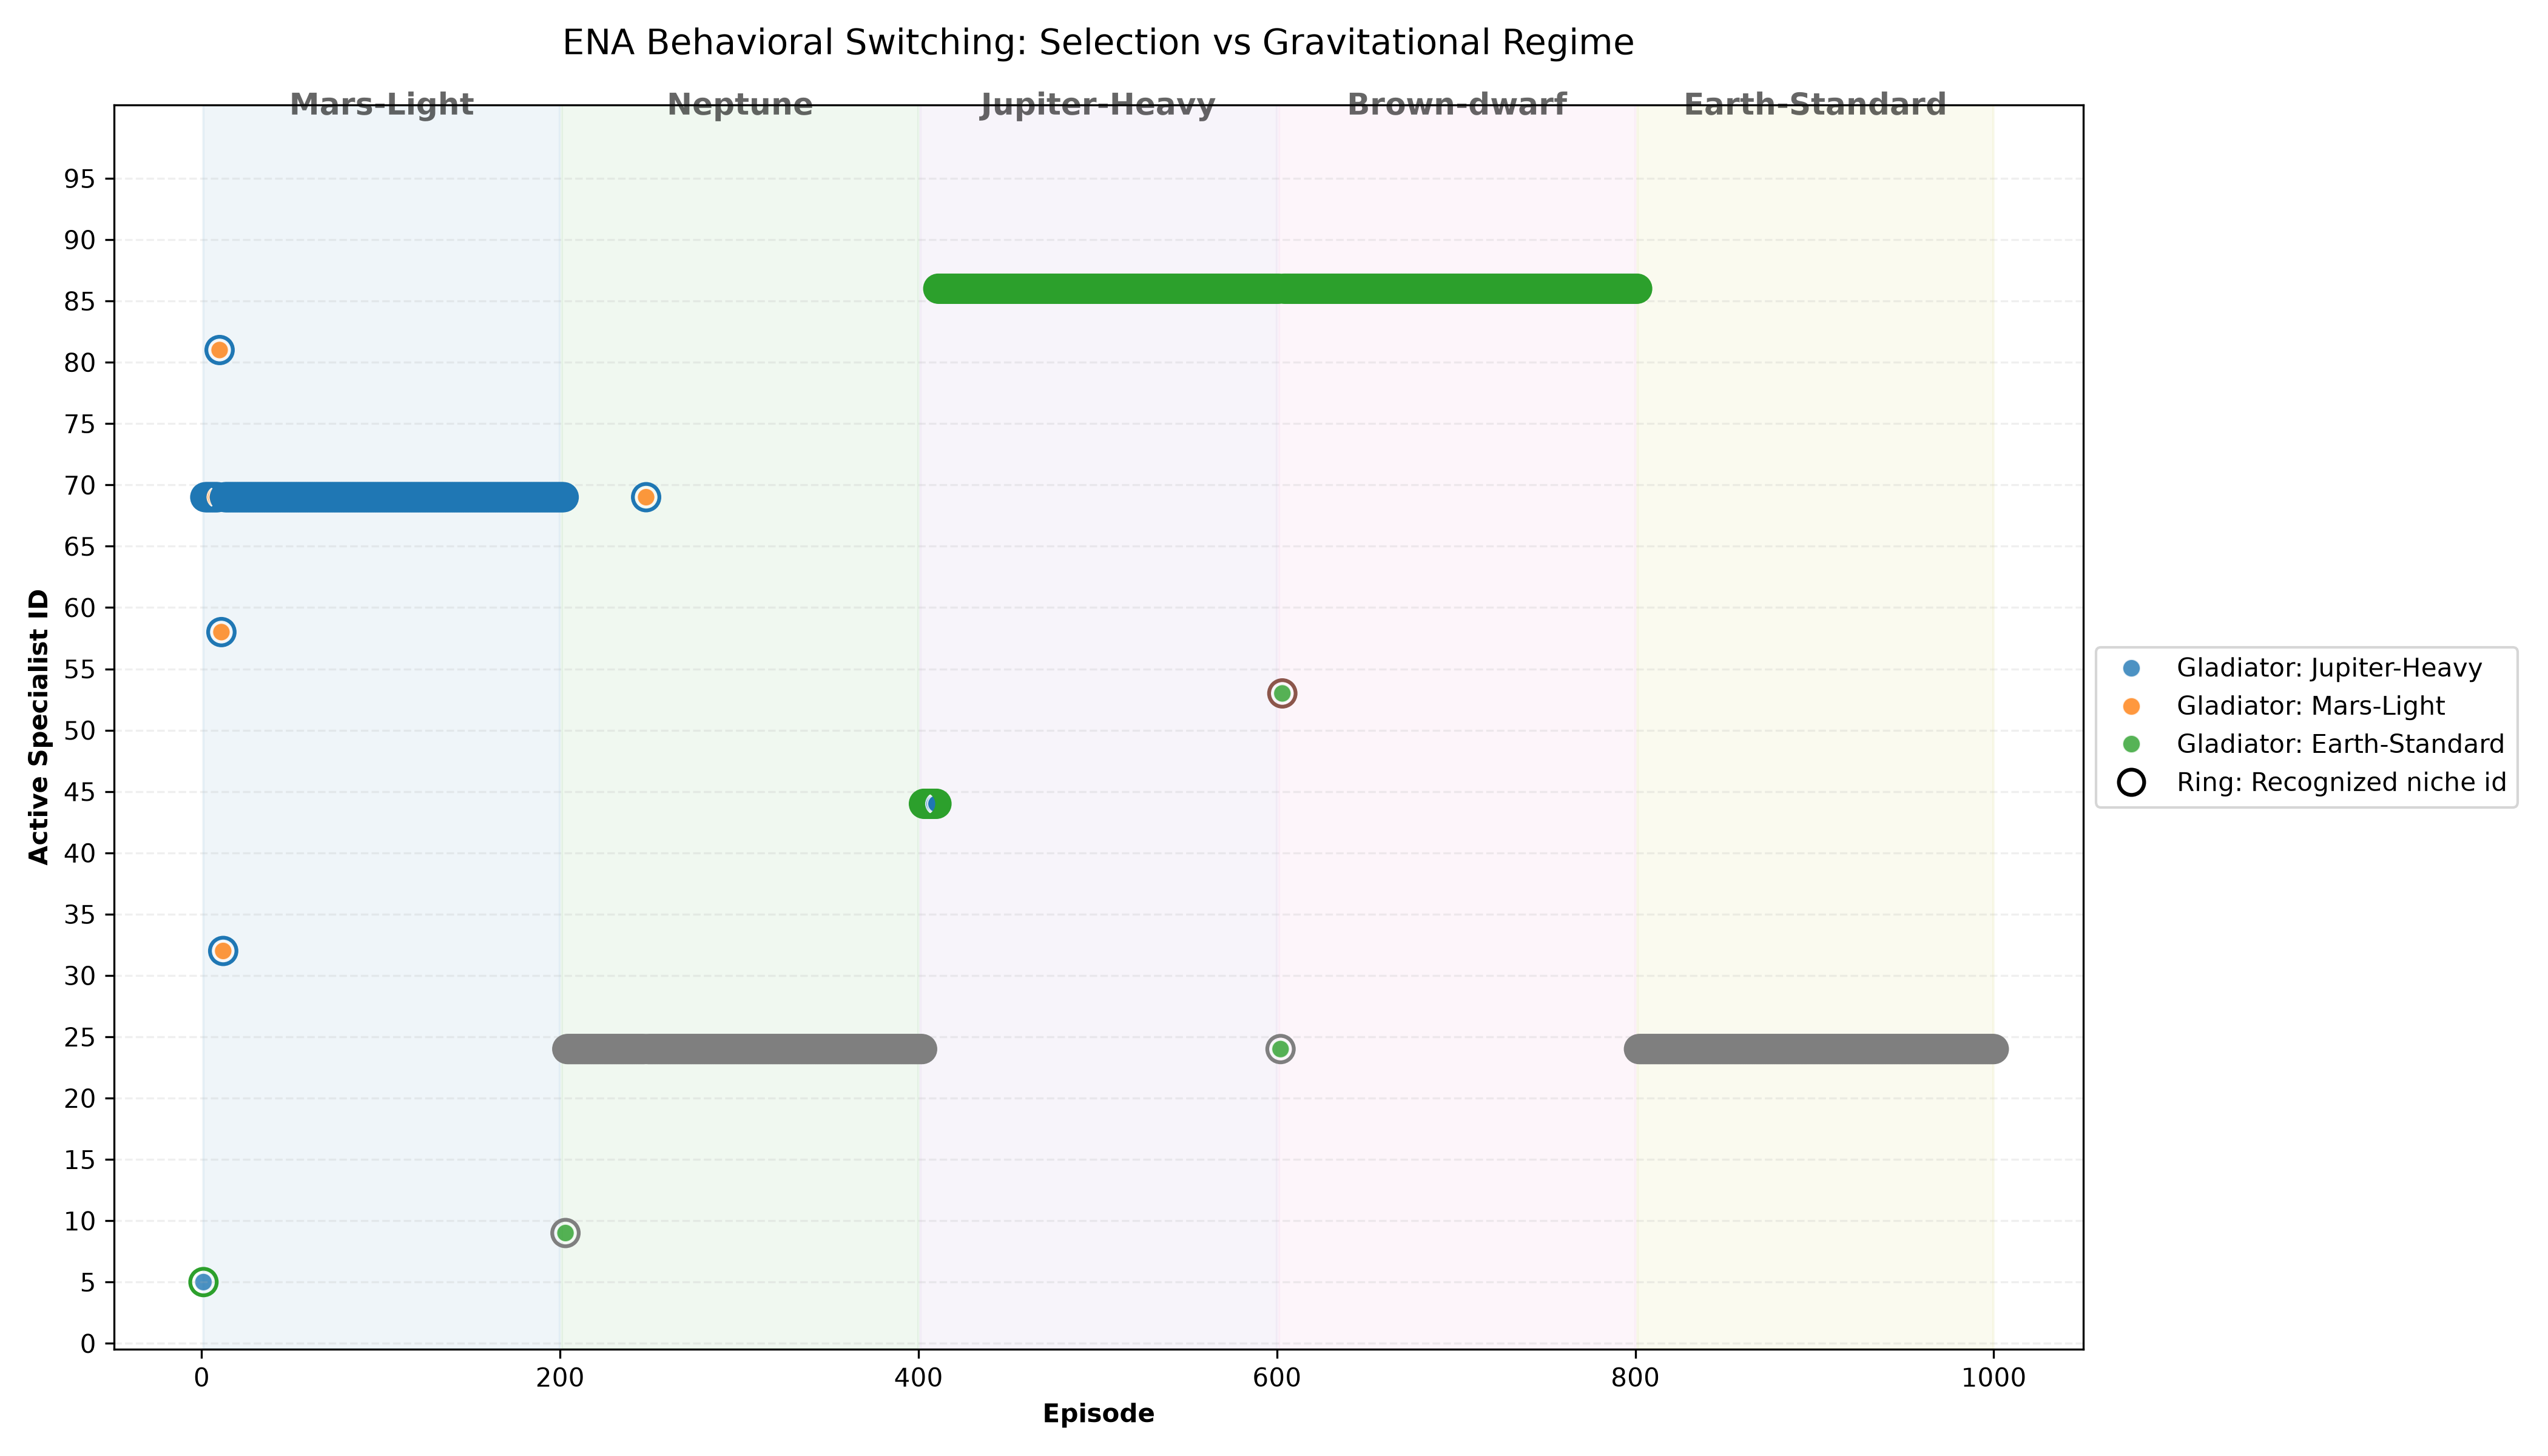 ENA Behavioral Switching: Selection vs Gravitational Regime
Mars-Light
Neptune
Jupiter-Heavy
Brown-dwarf
Earth-Standard
95
90
85
80
75
70
65
60
55
50
45
40
35
30
25
20
15
10
5
0
Active Specialist ID
0
200
400
600
800
1000
Episode
Gladiator: Jupiter-Heavy
Gladiator: Mars-Light
Gladiator: Earth-Standard
Ring: Recognized niche id